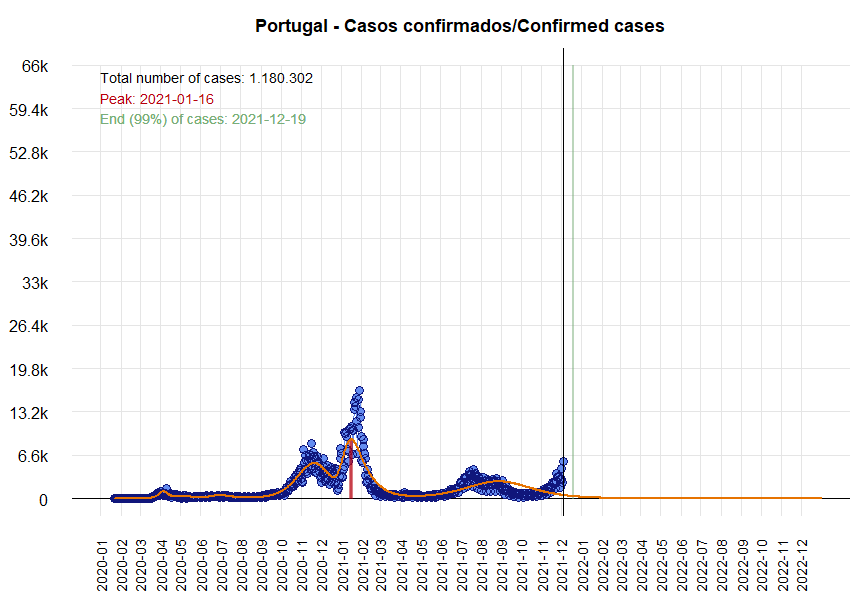 Portugal - Casos confirmados/Confirmed cases
66k
Total number of cases: 1.180.302
Peak: 2021-01-16
59.4k
End (99%) of cases: 2021-12-19
52.8k
46.2k
39.6k
33k
26.4k
19.8k
13.2k
6.6k
0
2020-01
2020-02
2020-03
2020-04
2020-05
2020-06
2020-07
2020-08
2020-09
2020-10
2020-11
2020-12
2021-01
2021-02
2021-03
2021-04
2021-05
2021-06
2021-07
2021-08
2021-09
2021-10
2021-11
2021-12
2022-01
2022-02
2022-03
2022-04
2022-05
2022-06
2022-07
2022-08
2022-09
2022-10
2022-11
2022-12